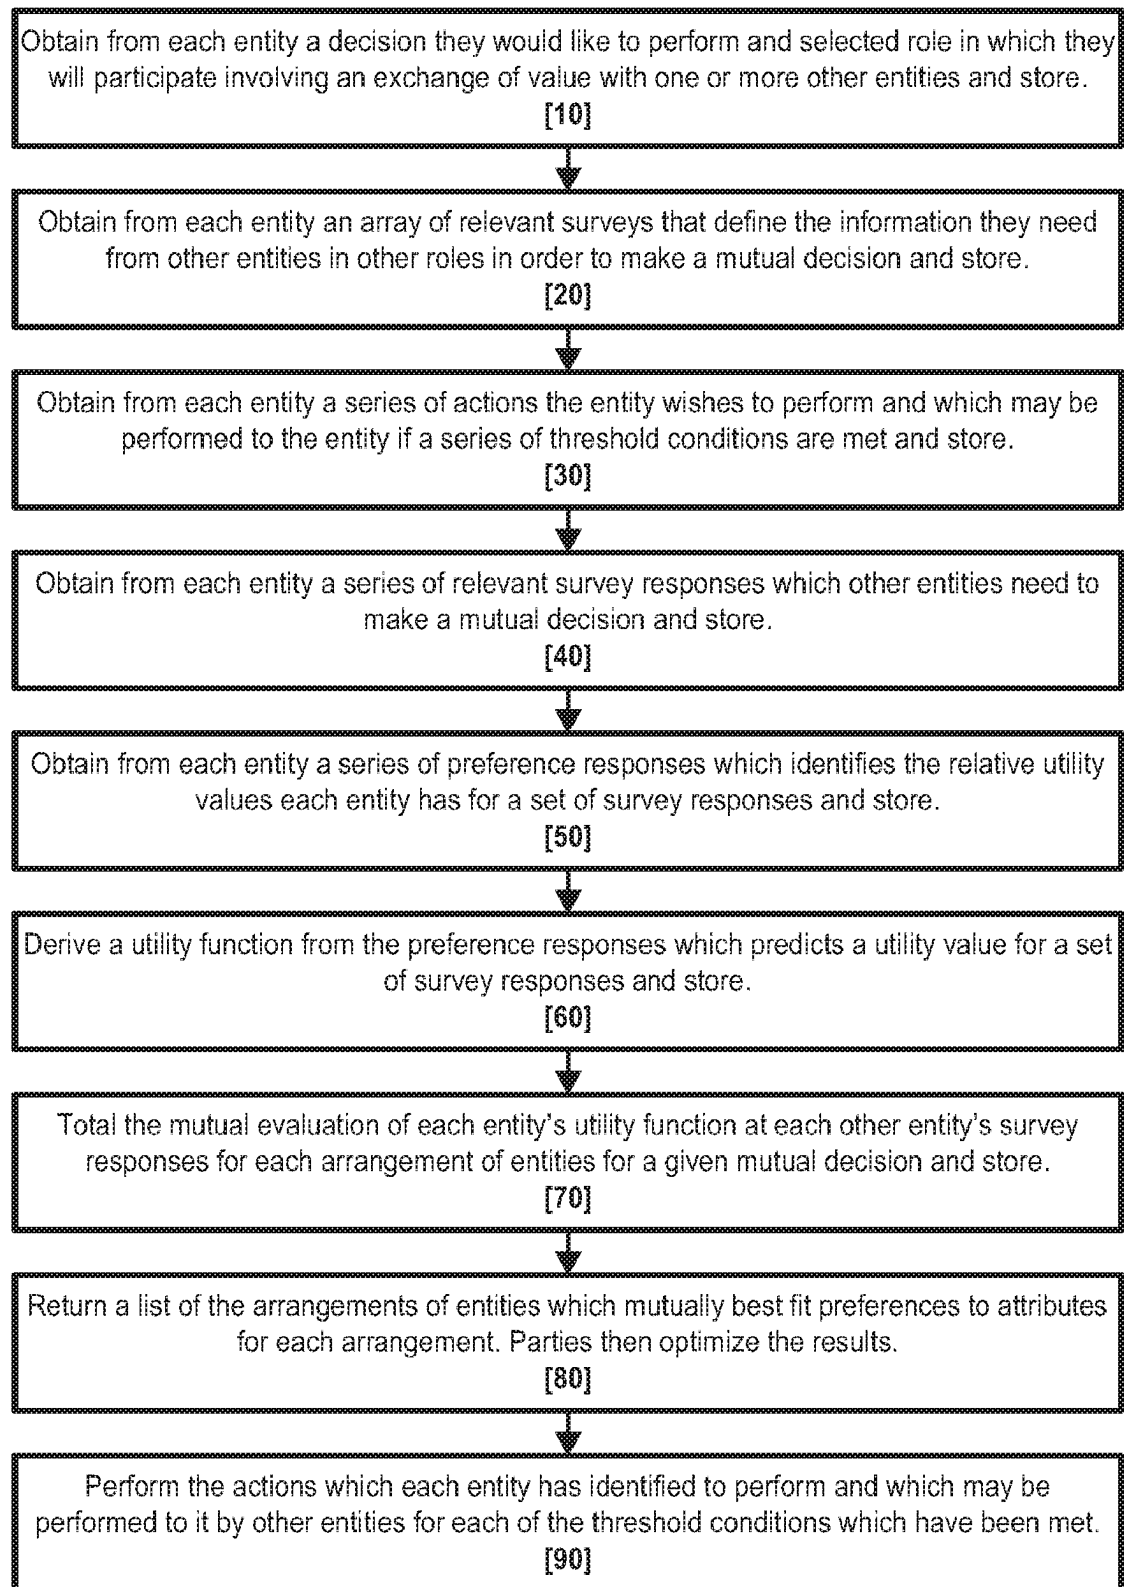 Obtain from each entity a decision they would like to perform and selected role in which they
will participate involving an exchange of value with one or more other entities and store.
[10]
Obtain from each entity an array of relevant surveys that define the information they need
from other entities in other roles in order to make a mutual decision and store.
[20]
Obtain from each entity a series of actions the entity wishes to perform and which may be
performed to the entity if a series of threshold conditions are met and store.
[30]
Obtain from each entity a series of relevant survey responses which other entities need to
make a mutual decision and store.
[40]
Obtain from each entity a series of preference responses which identifies the relative utility
values each entity has for a set of survey responses and store.
[50]
Derive a utility function from the preference responses which predicts a utility value for a set
of survey responses and store.
[60]
Total the mutual evaluation of each entity's utility function at each other entity's survey
responses for each arrangement of entities for a given mutual decision and store.
[70]
Return a list of the arrangements of entities which mutually best fit preferences to attributes
for each arrangement. Parties then optimize the results.
[80]
Perform the actions which each entity has identified to perform and which may be
performed to it by other entities for each of the threshold conditions which have been met.
[90]